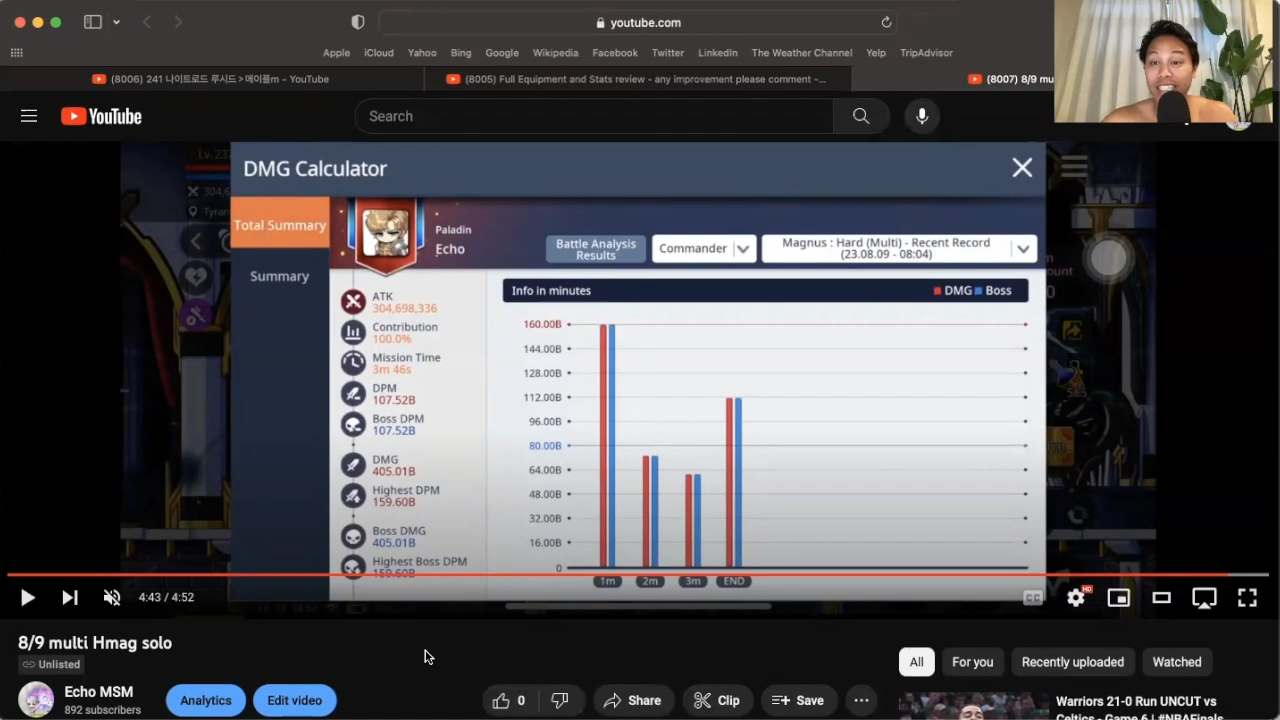 youtube.com
Apple iCloud Yahoo Bing Google Wikipedia Facebook Twitter LinkedIn The Weather Channel Yelp TripAdvisor
(8006) 241 나이트로드 루시드>메이플m - YouTube
(8005) Full Equipment and Stats review - any improvement please comment -...
(8007) 8/9 mu
YouTube
Search
DMG Calculator
Total Summary
Summary
Paladin
Echo
Battle Analysis Results
Commander
Magnus : Hard (Multi) - Recent Record
(23.08.09 - 08:04)
ATK
304,698,336
Contribution
100.0%
Mission Time
3m 46s
DPM
107.52B
Boss DPM
107.52B
DMG
405.01B
Highest DPM
159.60B
Boss DMG
405.01B
Highest Boss DPM
159.60B
Info in minutes
DMG Boss
160.00B
144.00B
128.00B
112.00B
96.00B
80.00B
64.00B
48.00B
32.00B
16.00B
0
1m 2m 3m END
4:43 / 4:52
CC
HD
8/9 multi Hmag solo
Unlisted
Echo MSM
892 subscribers
Analytics
Edit video
0
Share
Clip
Save
All
For you
Recently uploaded
Watched
Warriors 21-0 Run UNCUT vs
Celtics - Game 6 | #NBAFinals